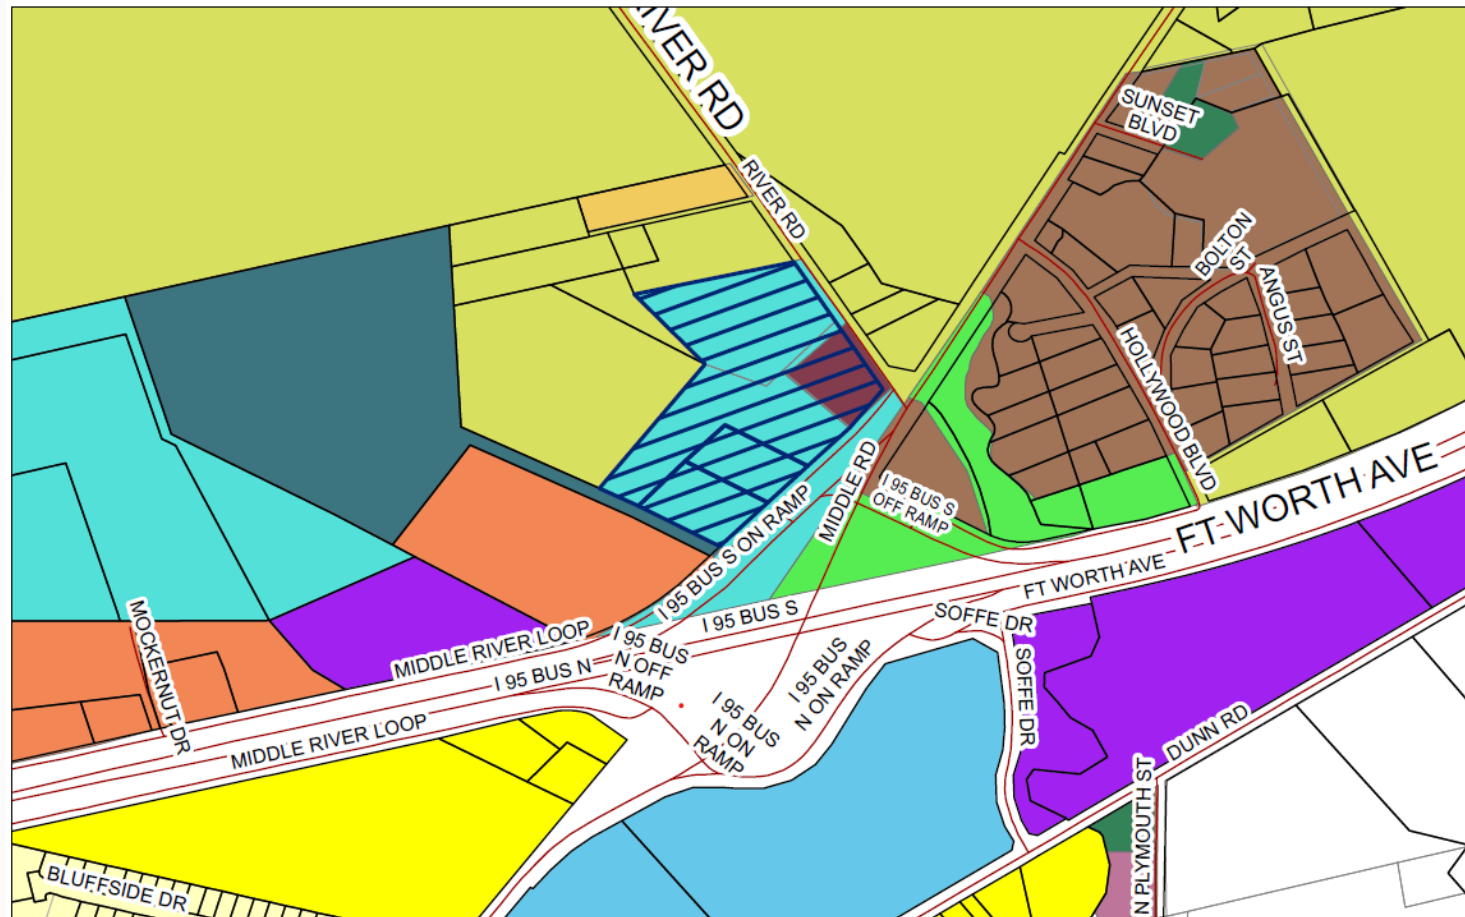 RIVER RD
RIVER RD
SUNSET
BLVD
BOLTON
ST
ANGUS ST
HOLLYWOOD BLVD
FT WORTH AVE
FT WORTH AVE
I 95 BUS S
OFF RAMP
MIDDLE RD
I 95 BUS S ON RAMP
I 95 BUS S
MIDDLE RIVER LOOP
I 95 BUS N
I 95 BUS
N OFF
RAMP
MOCKERNUT DR
MIDDLE RIVER LOOP
I 95 BUS
N ON
RAMP
I 95 BUS
N ON RAMP
SOFFE DR
SOFFE DR
DUNN RD
N PLYMOUTH ST
BLUFFSIDE DR